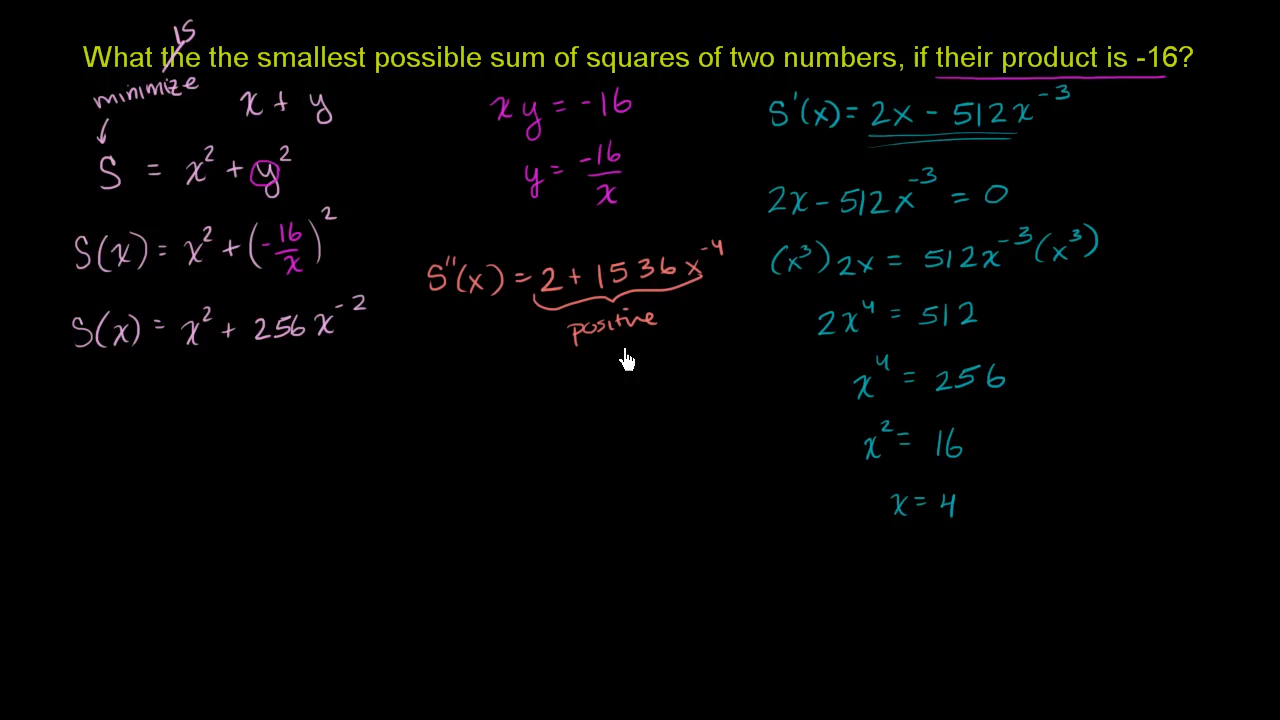 What the the smallest possible sum of squares of two numbers, if their product is -16?
is
minimize
x + y
S = x² + y²
S(x) = x² + (-16/x)²
S(x) = x² + 256x⁻²
xy = -16
y = -16/x
S''(x) = 2 + 1536x⁻⁴
positive
S'(x) = 2x - 512x⁻³
2x - 512x⁻³ = 0
(x³) 2x = 512x⁻³ (x³)
2x⁴ = 512
x⁴ = 256
x² = 16
x = 4